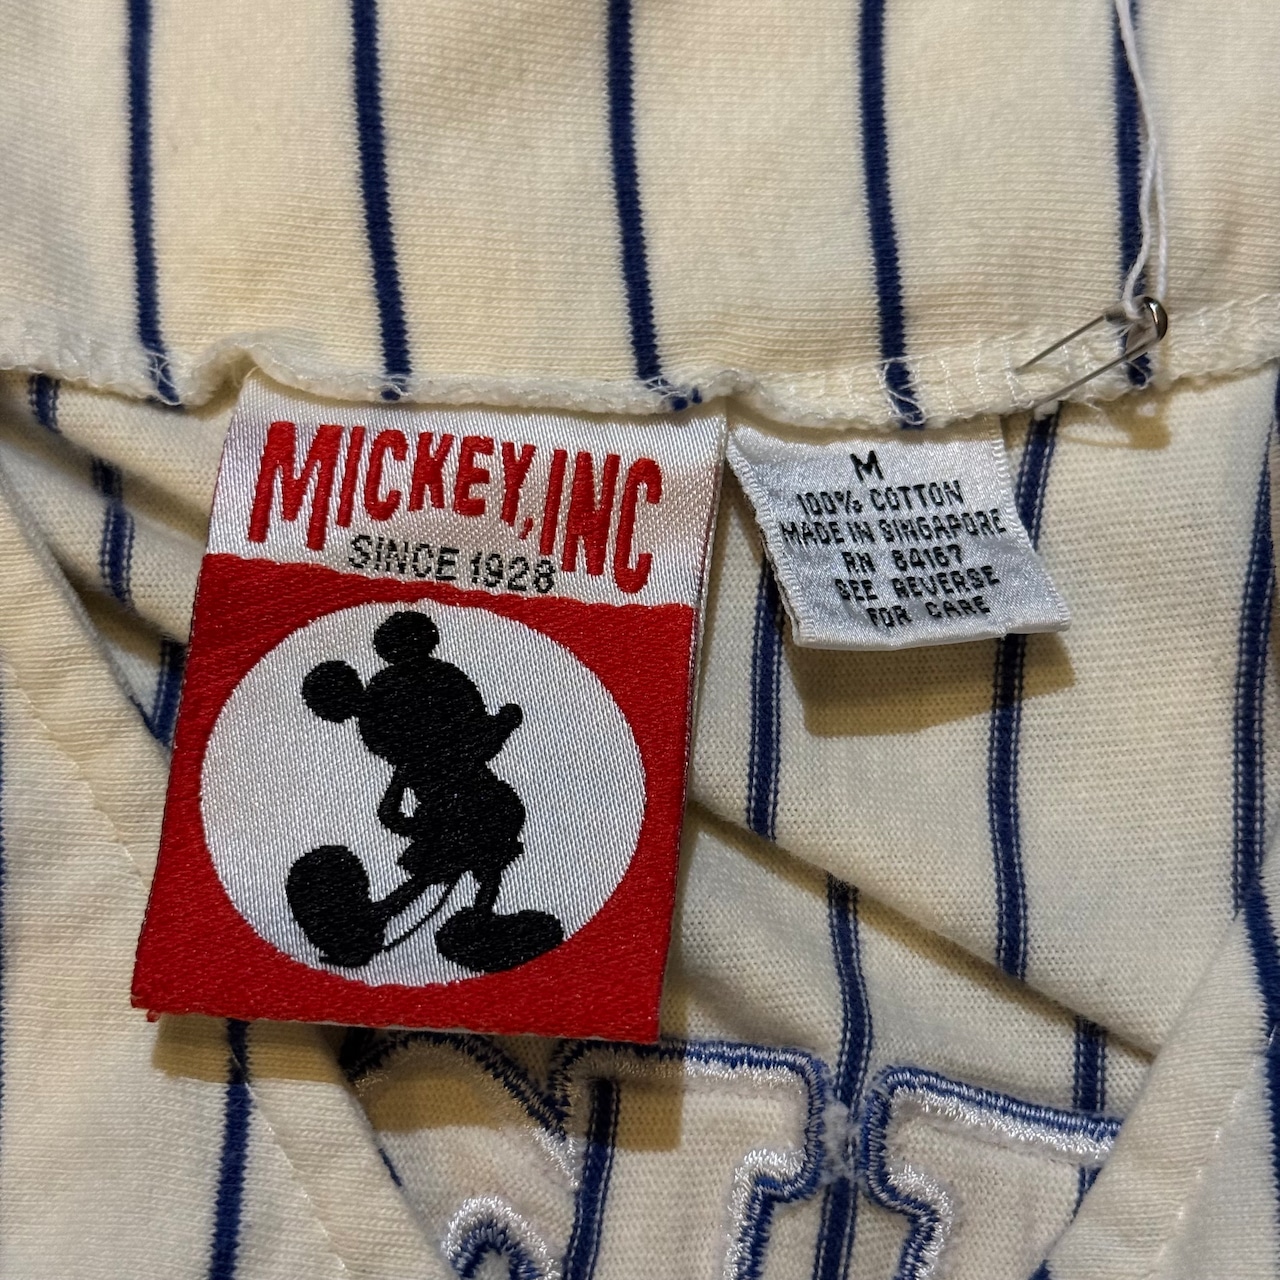 MICKEY, INC
SINCE 1928
M
100% COTTON
MADE IN SINGAPORE
RN 84167
SEE REVERSE
FOR CARE